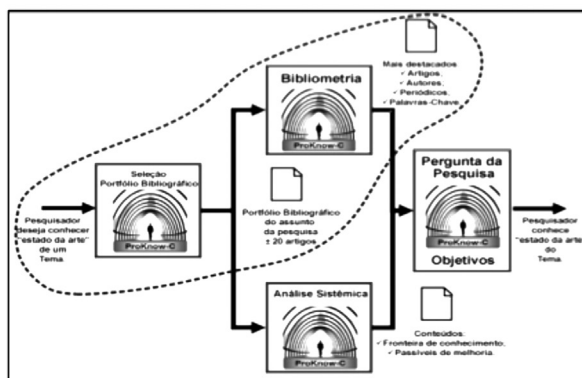 Pesquisador
deseja conhecer
"estado da arte"
de um
Tema
Seleção
Portfólio Bibliográfico
ProKnow-C
Bibliometria
ProKnow-C
Mais destacados
✓ Artigos,
✓ Autores,
✓ Periódicos,
✓ Palavras-Chave
Portfólio Bibliográfico
do assunto
da pesquisa
± 20 artigos
Análise Sistêmica
ProKnow-C
Conteúdos:
✓ Fronteira de conhecimento,
✓ Passíveis de melhoria
Pergunta da
Pesquisa
ProKnow-C
Objetivos
Pesquisador
conhece
"estado da arte"
do
Tema